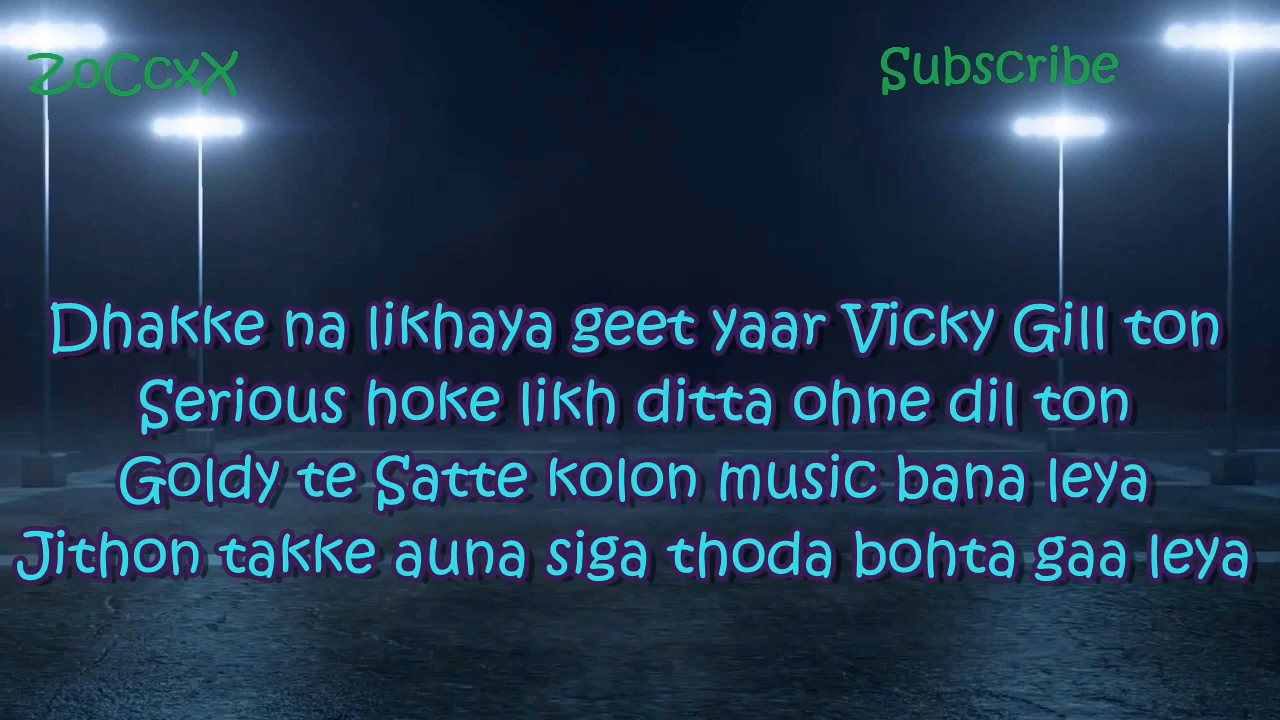 ZoCcxX
Subscribe
Dhakke na likhaya geet yaar Vicky Gill ton
Serious hoke likh ditta ohne dil ton
Goldy te Satte kolon music bana leya
Jithon takke auna siga thoda bohta gaa leya